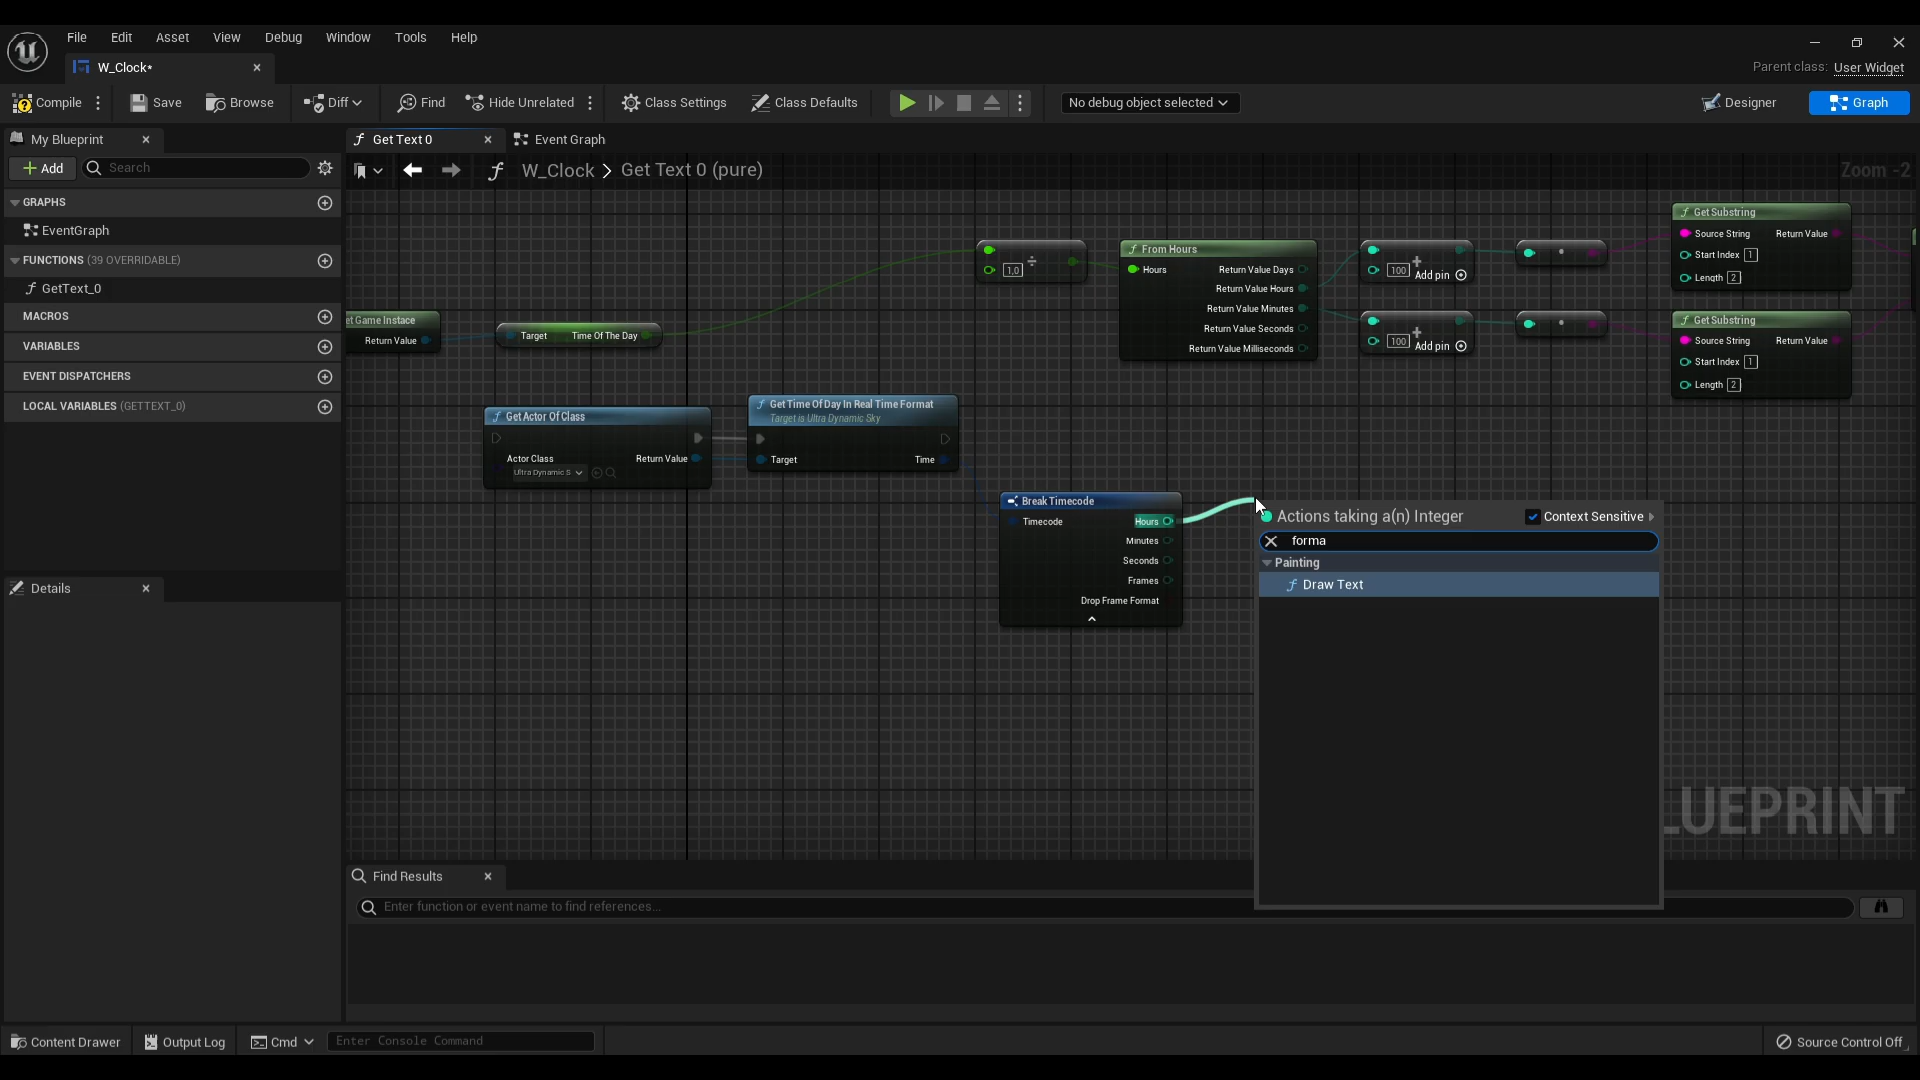 File Edit Asset View Debug Window Tools Help
W_Clock*
Parent class: User Widget
Compile Save Browse Diff Find Hide Unrelated Class Settings Class Defaults No debug object selected Designer Graph
My Blueprint
Get Text 0
Event Graph
Add
Search
W_Clock > Get Text 0 (pure)
Zoom -2
GRAPHS
EventGraph
FUNCTIONS (39 OVERRIDABLE)
GetText_0
MACROS
VARIABLES
EVENT DISPATCHERS
LOCAL VARIABLES (GETTEXT_0)
Details
et Game Instace
Return Value
Target Time Of The Day
1,0
From Hours
Hours Return Value Days
Return Value Hours
Return Value Minutes
Return Value Seconds
Return Value Milliseconds
100 Add pin
100 Add pin
Get Substring
Source String Return Value
Start Index 1
Length 2
Get Substring
Source String Return Value
Start Index 1
Length 2
Get Actor Of Class
Actor Class Return Value
Ultra Dynamic S
Get Time Of Day In Real Time Format
Target is Ultra Dynamic Sky
Target Time
Break Timecode
Timecode Hours
Minutes
Seconds
Frames
Drop Frame Format
Actions taking a(n) Integer Context Sensitive
forma
Painting
Draw Text
LUEPRINT
Find Results
Enter function or event name to find references...
Content Drawer Output Log Cmd Enter Console Command Source Control Off